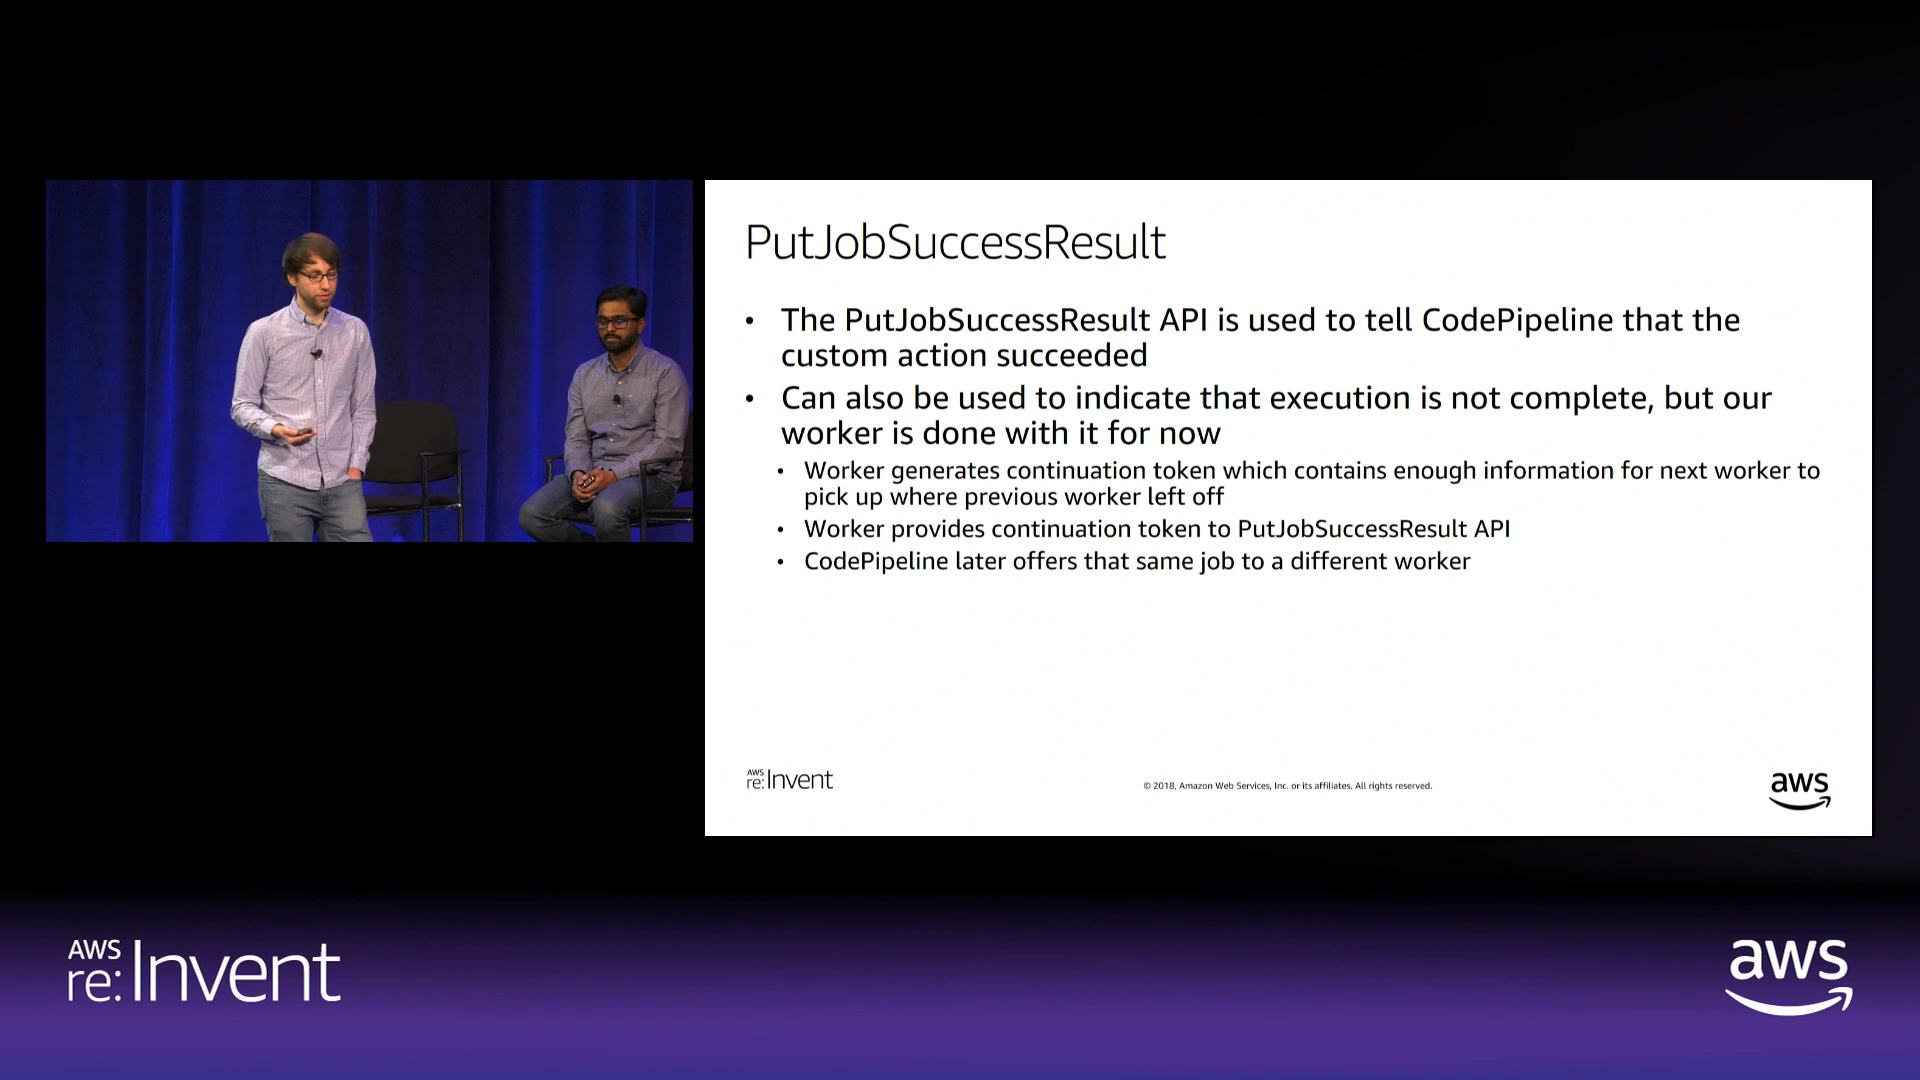 PutJobSuccessResult
• The PutJobSuccessResult API is used to tell CodePipeline that the
custom action succeeded
• Can also be used to indicate that execution is not complete, but our
worker is done with it for now
• Worker generates continuation token which contains enough information for next worker to
pick up where previous worker left off
• Worker provides continuation token to PutJobSuccessResult API
• CodePipeline later offers that same job to a different worker
AWS
re:Invent
© 2018, Amazon Web Services, Inc. or its affiliates. All rights reserved.
aws
AWS
re:Invent
aws